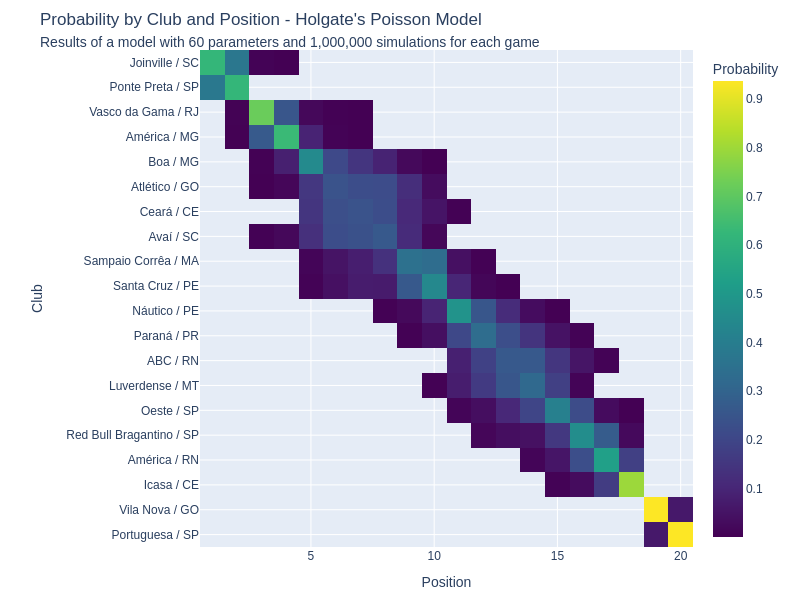 Probability by Club and Position - Holgate's Poisson Model
Results of a model with 60 parameters and 1,000,000 simulations for each game
Probability
Joinville / SC
Ponte Preta / SP
Vasco da Gama / RJ
América / MG
Boa / MG
Atlético / GO
Ceará / CE
Avaí / SC
Sampaio Corrêa / MA
Santa Cruz / PE
Náutico / PE
Paraná / PR
ABC / RN
Luverdense / MT
Oeste / SP
Red Bull Bragantino / SP
América / RN
Icasa / CE
Vila Nova / GO
Portuguesa / SP
Club
5
10
15
20
Position
0.9
0.8
0.7
0.6
0.5
0.4
0.3
0.2
0.1